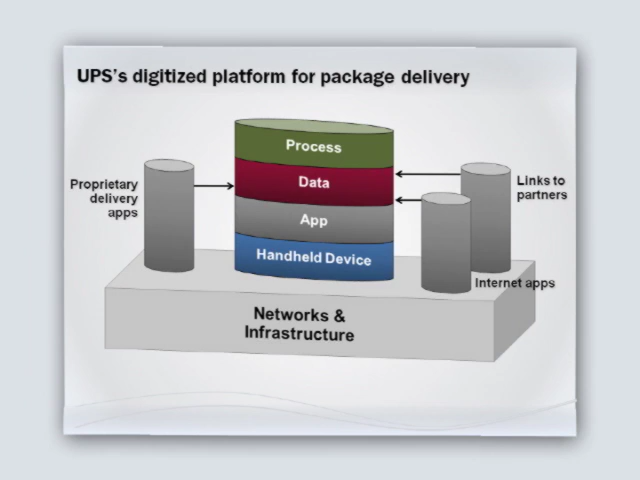 UPS's digitized platform for package delivery
Process
Data
App
Handheld Device
Proprietary
delivery
apps
Links to
partners
Internet apps
Networks &
Infrastructure